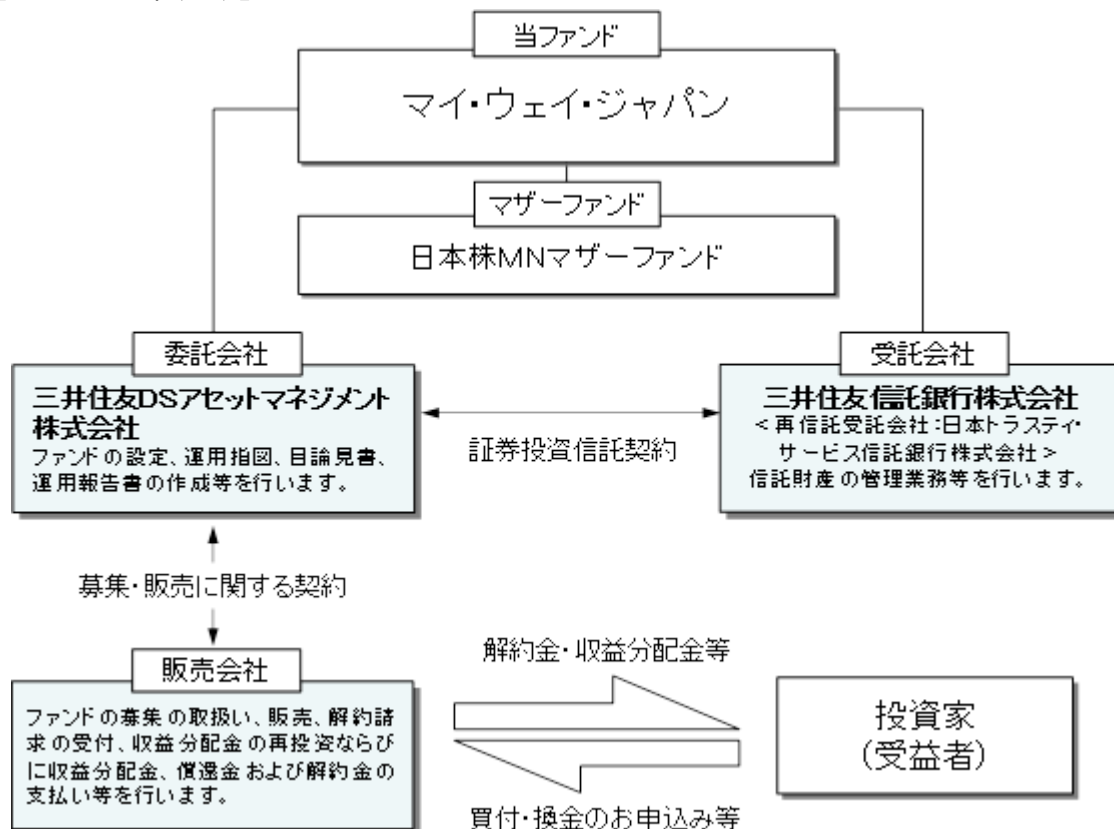 当ファンド
マイ・ウェイ・ジャパン
マザーファンド
日本株MNマザーファンド
委託会社
三井住友DSアセットマネジメント
株式会社
ファンドの設定、運用指図、目論見書、
運用報告書の作成等を行います。
証券投資信託契約
受託会社
三井住友信託銀行株式会社
<再信託受託会社:日本トラスティ・
サービス信託銀行株式会社>
信託財産の管理業務等を行います。
募集・販売に関する契約
販売会社
ファンドの募集の取扱い、販売、解約請
求の受付、収益分配金の再投資ならび
に収益分配金、償還金および解約金の
支払い等を行います。
解約金・収益分配金等
買付・換金のお申込み等
投資家
(受益者)